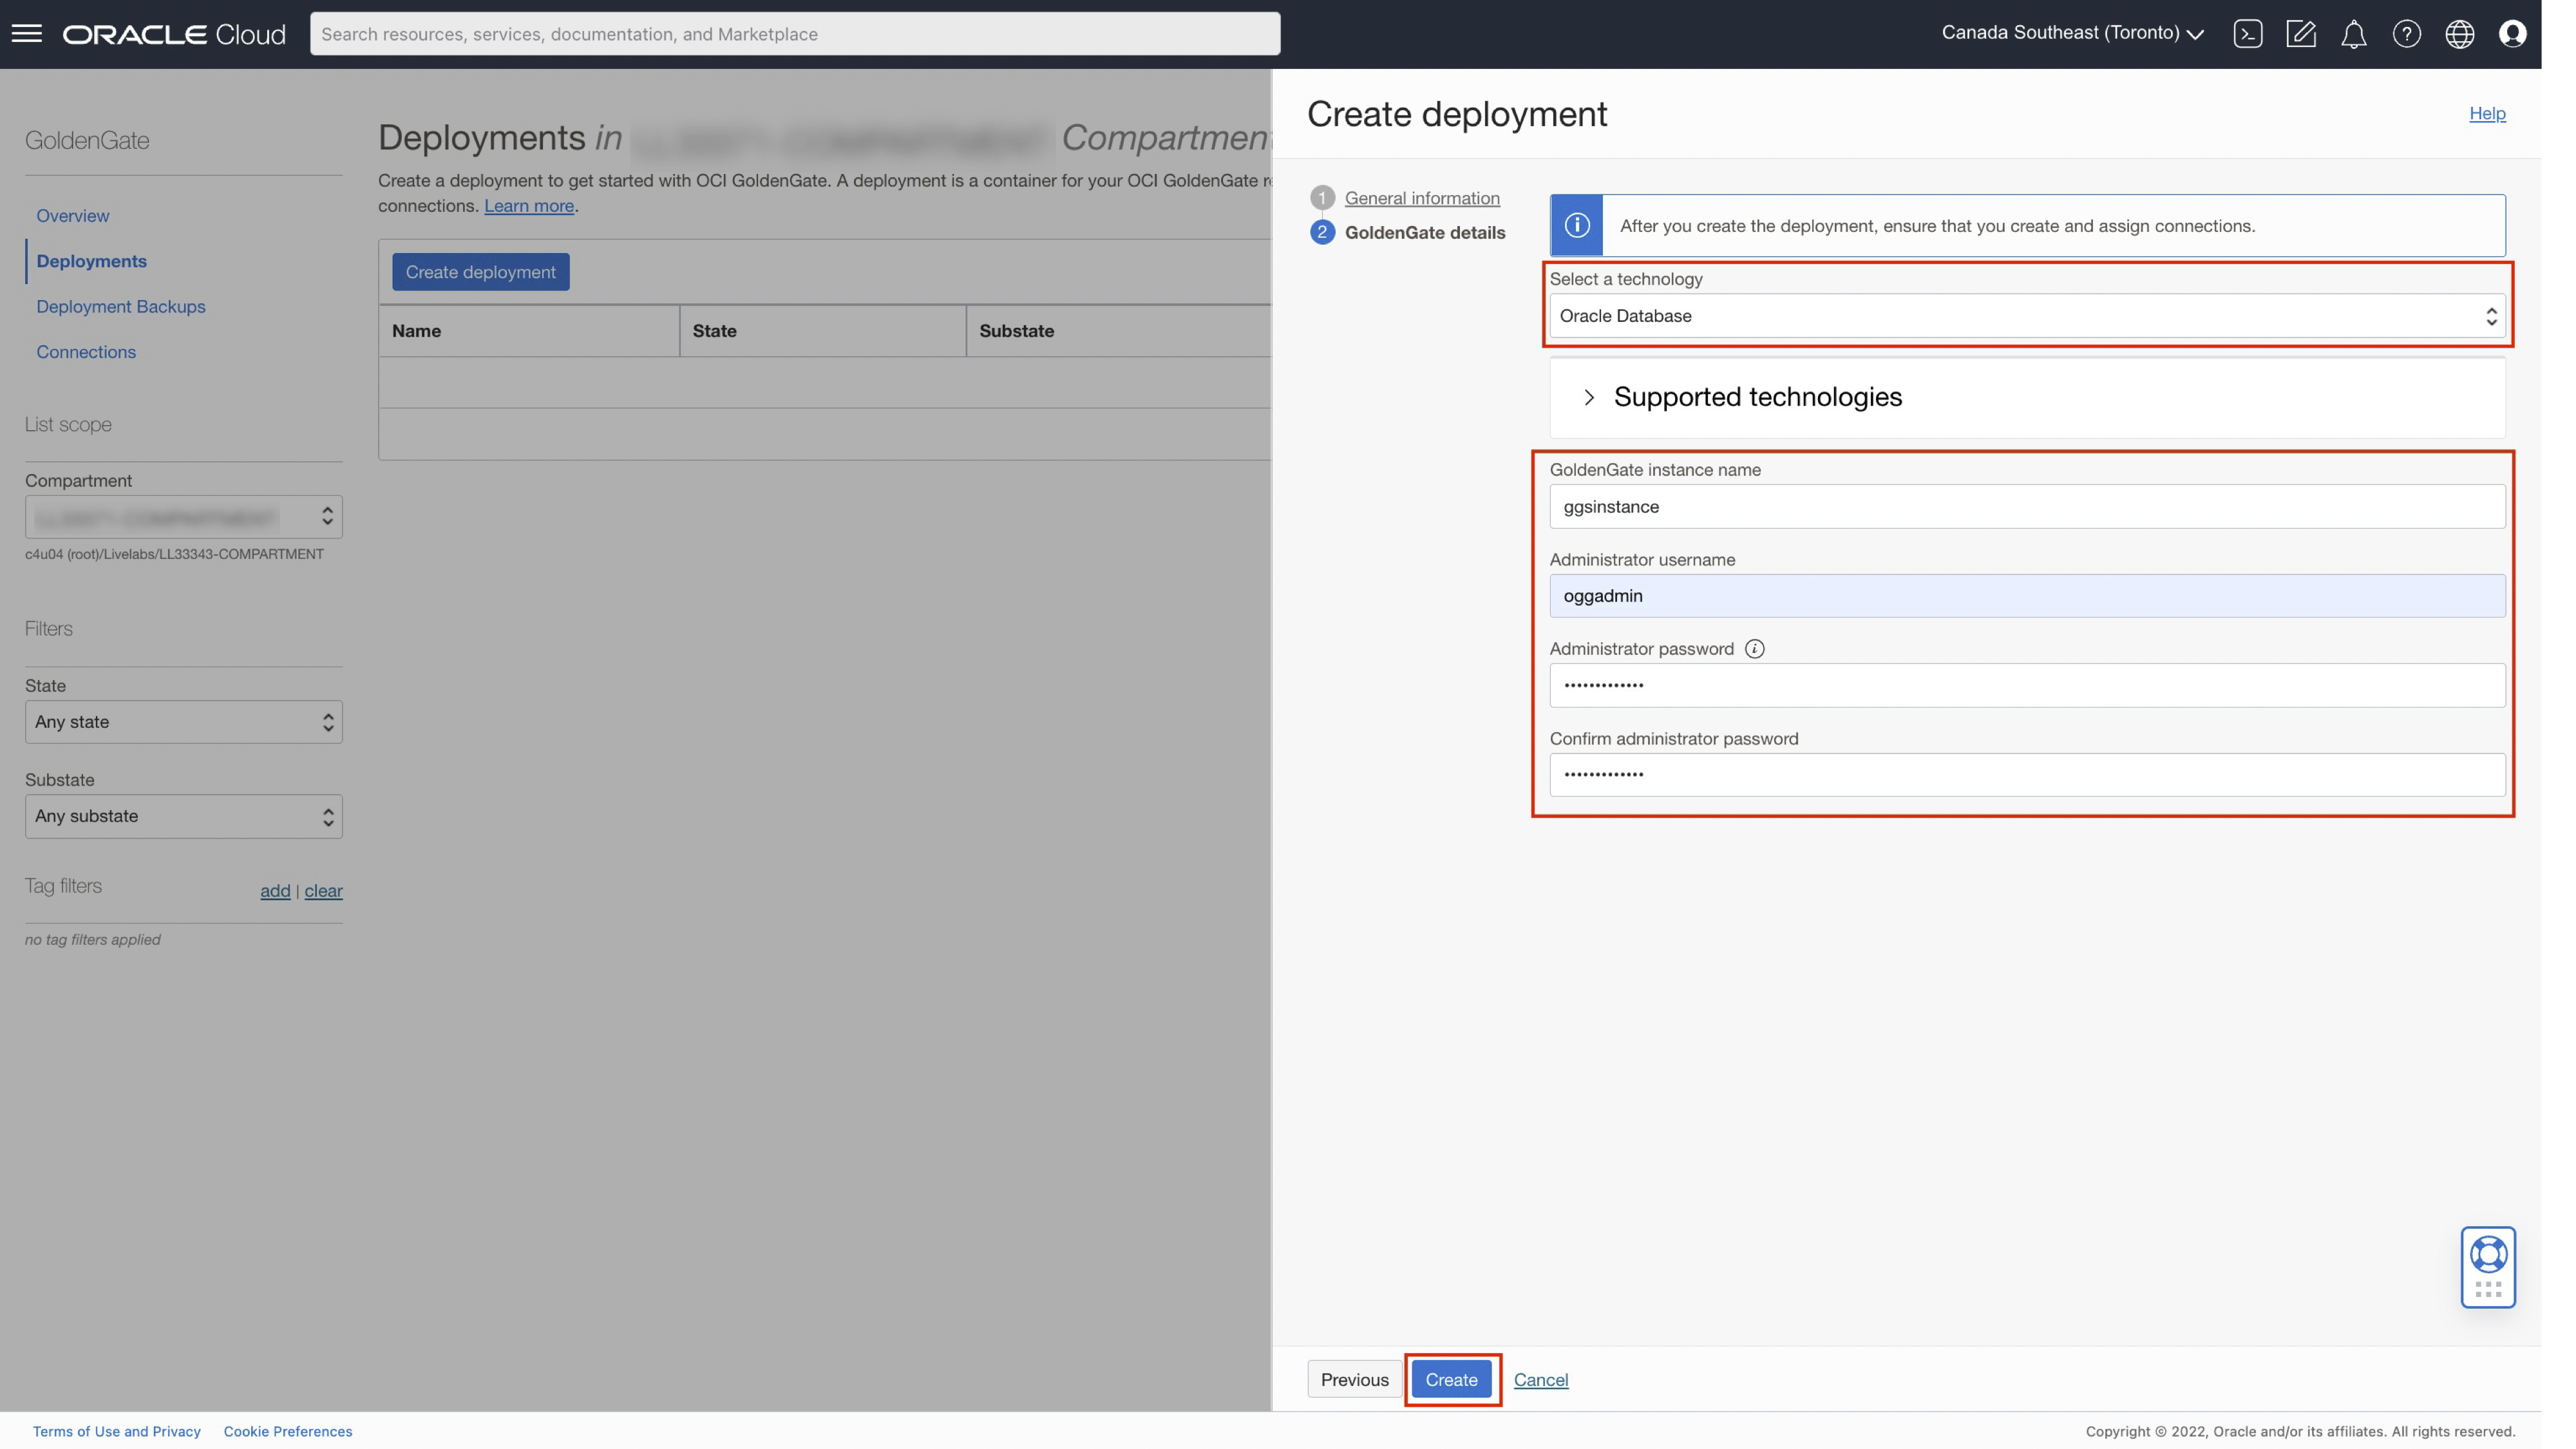 ORACLE Cloud
Search resources, services, documentation, and Marketplace
Canada Southeast (Toronto)
GoldenGate
Overview
Deployments
Deployment Backups
Connections
List scope
Compartment
c4u04 (root)/Livelabs/LL33343-COMPARTMENT
Filters
State
Any state
Substate
Any substate
Tag filters
add | clear
no tag filters applied
Deployments in Compartment
Create a deployment to get started with OCI GoldenGate. A deployment is a container for your OCI GoldenGate
connections. Learn more.
Create deployment
Name State Substate
Create deployment
Help
1 General information
2 GoldenGate details
After you create the deployment, ensure that you create and assign connections.
Select a technology
Oracle Database
Supported technologies
GoldenGate instance name
ggsinstance
Administrator username
oggadmin
Administrator password
•••••••••••••
Confirm administrator password
•••••••••••••
Previous Create Cancel
Terms of Use and Privacy Cookie Preferences
Copyright © 2022, Oracle and/or its affiliates. All rights reserved.